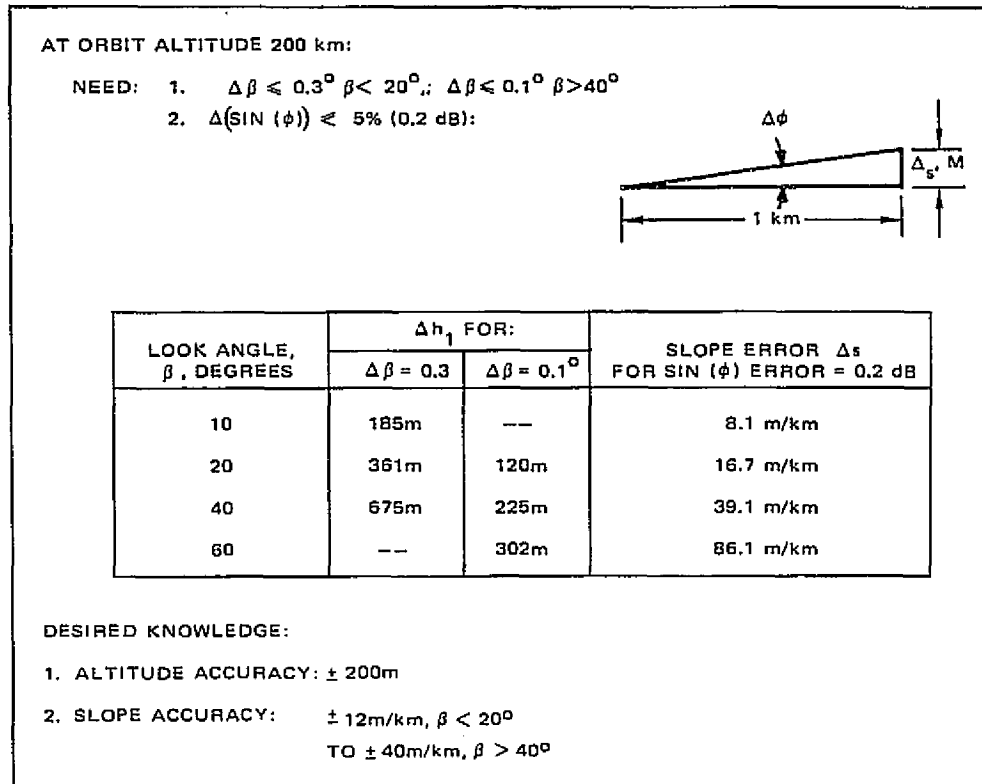 AT ORBIT ALTITUDE 200 km:
NEED: 1. Δβ ⩽ 0.3° β< 20°,; Δβ⩽ 0.1° β>40°
2. Δ(SIN (φ)) ⩽ 5% (0.2 dB):
Δφ
Δs, M
1 km
LOOK ANGLE, β, DEGREES
Δh1 FOR:
SLOPE ERROR Δs FOR SIN (φ) ERROR = 0.2 dB
Δβ = 0.3 Δβ = 0.1°
10 185m -- 8.1 m/km
20 361m 120m 16.7 m/km
40 675m 225m 39.1 m/km
60 -- 302m 86.1 m/km
DESIRED KNOWLEDGE:
1. ALTITUDE ACCURACY: ± 200m
2. SLOPE ACCURACY: ± 12m/km, β < 20°
TO ± 40m/km, β > 40°